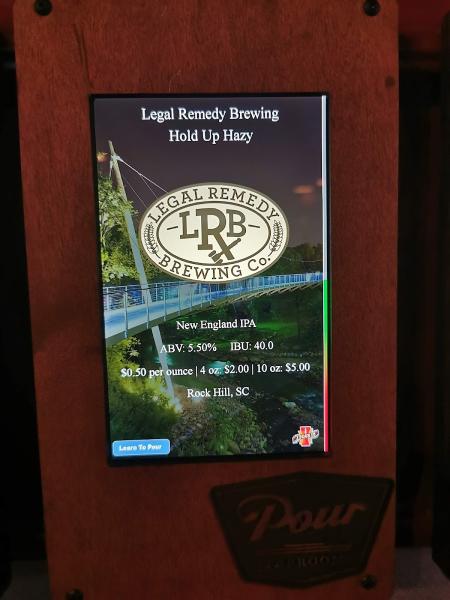 Legal Remedy Brewing
Hold Up Hazy
LEGAL REMEDY
LRB
BREWING Co.
New England IPA
ABV: 5.50% IBU: 40.0
$0.50 per ounce | 4 oz: $2.00 | 10 oz: $5.00
Rock Hill, SC
Learn To Pour
Pour
TAPROOM